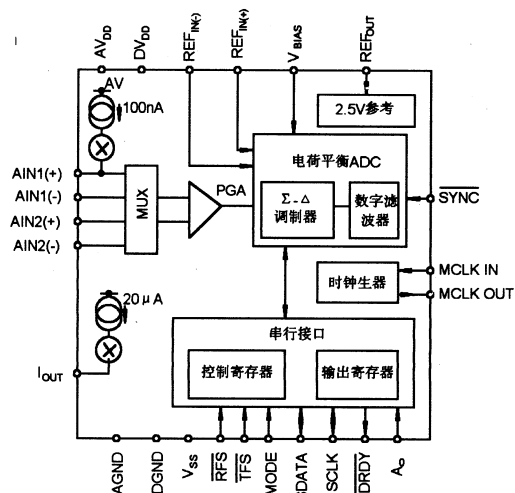 AVDD
DVDD
REFIN(-)
REFIN(+)
VBIAS
REFOUT
AV
100nA
2.5V参考
电荷平衡ADC
AIN1(+)
AIN1(-)
AIN2(+)
AIN2(-)
MUX
PGA
Σ-Δ
调制器
数字滤
波器
SYNC
时钟生器
MCLK IN
MCLK OUT
20μA
IOUT
串行接口
控制寄存器
输出寄存器
AGND
DGND
VSS
RFS
TFS
MODE
SDATA
SCLK
DRDY
A0